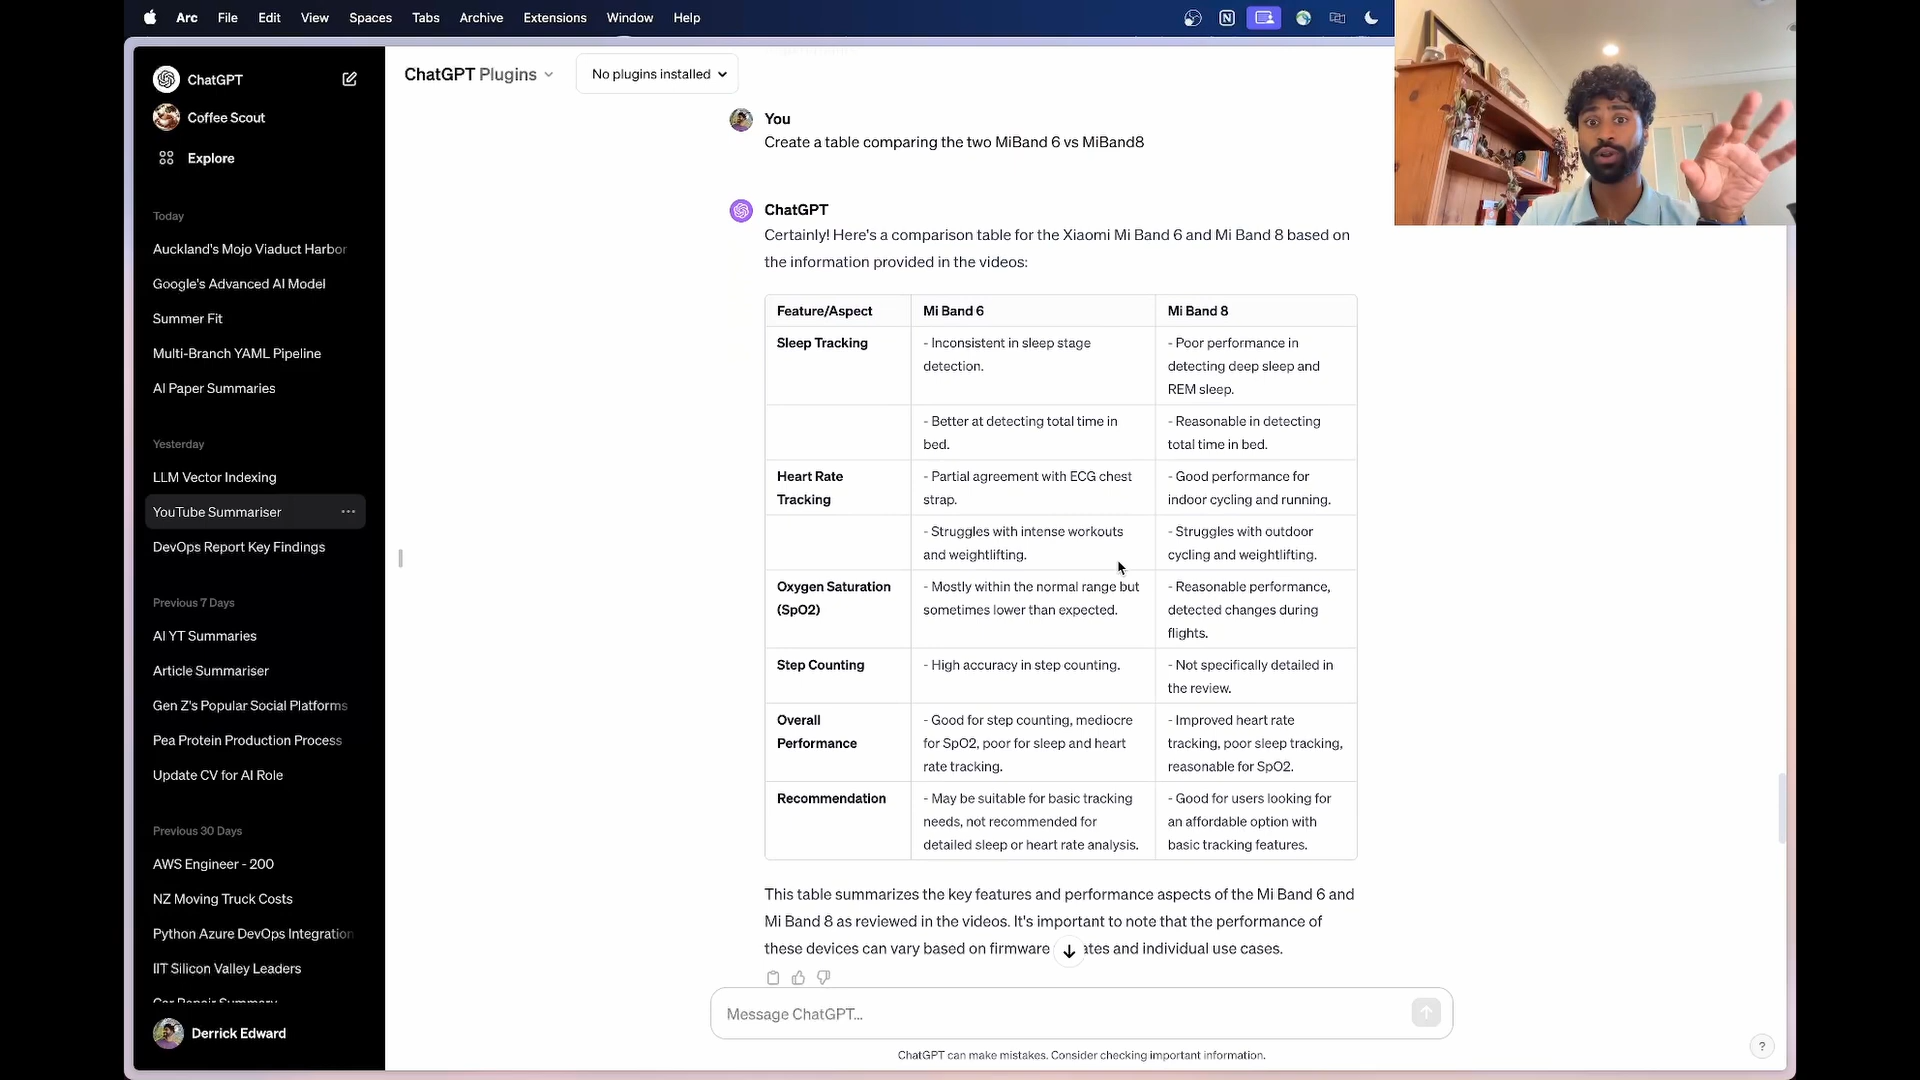 Arc File Edit View Spaces Tabs Archive Extensions Window Help
ChatGPT
Coffee Scout
Explore
Today
Auckland's Mojo Viaduct Harbor
Google's Advanced AI Model
Summer Fit
Multi-Branch YAML Pipeline
AI Paper Summaries
Yesterday
LLM Vector Indexing
YouTube Summariser
DevOps Report Key Findings
Previous 7 Days
AI YT Summaries
Article Summariser
Gen Z's Popular Social Platforms
Pea Protein Production Process
Update CV for AI Role
Previous 30 Days
AWS Engineer - 200
NZ Moving Truck Costs
Python Azure DevOps Integration
IIT Silicon Valley Leaders
Car Repair Summary
Derrick Edward
ChatGPT Plugins
No plugins installed
You
Create a table comparing the two MiBand 6 vs MiBand8
ChatGPT
Certainly! Here's a comparison table for the Xiaomi Mi Band 6 and Mi Band 8 based on
the information provided in the videos:
Feature/Aspect Mi Band 6 Mi Band 8
Sleep Tracking
- Inconsistent in sleep stage
detection.
- Poor performance in
detecting deep sleep and
REM sleep.
- Better at detecting total time in
bed.
- Reasonable in detecting
total time in bed.
Heart Rate
Tracking
- Partial agreement with ECG chest
strap.
- Good performance for
indoor cycling and running.
- Struggles with intense workouts
and weightlifting.
- Struggles with outdoor
cycling and weightlifting.
Oxygen Saturation
(SpO2)
- Mostly within the normal range but
sometimes lower than expected.
- Reasonable performance,
detected changes during
flights.
Step Counting
- High accuracy in step counting.
- Not specifically detailed in
the review.
Overall
Performance
- Good for step counting, mediocre
for SpO2, poor for sleep and heart
rate tracking.
- Improved heart rate
tracking, poor sleep tracking,
reasonable for SpO2.
Recommendation
- May be suitable for basic tracking
needs, not recommended for
detailed sleep or heart rate analysis.
- Good for users looking for
an affordable option with
basic tracking features.
This table summarizes the key features and performance aspects of the Mi Band 6 and
Mi Band 8 as reviewed in the videos. It's important to note that the performance of
these devices can vary based on firmware ates and individual use cases.
Message ChatGPT...
ChatGPT can make mistakes. Consider checking important information.
?